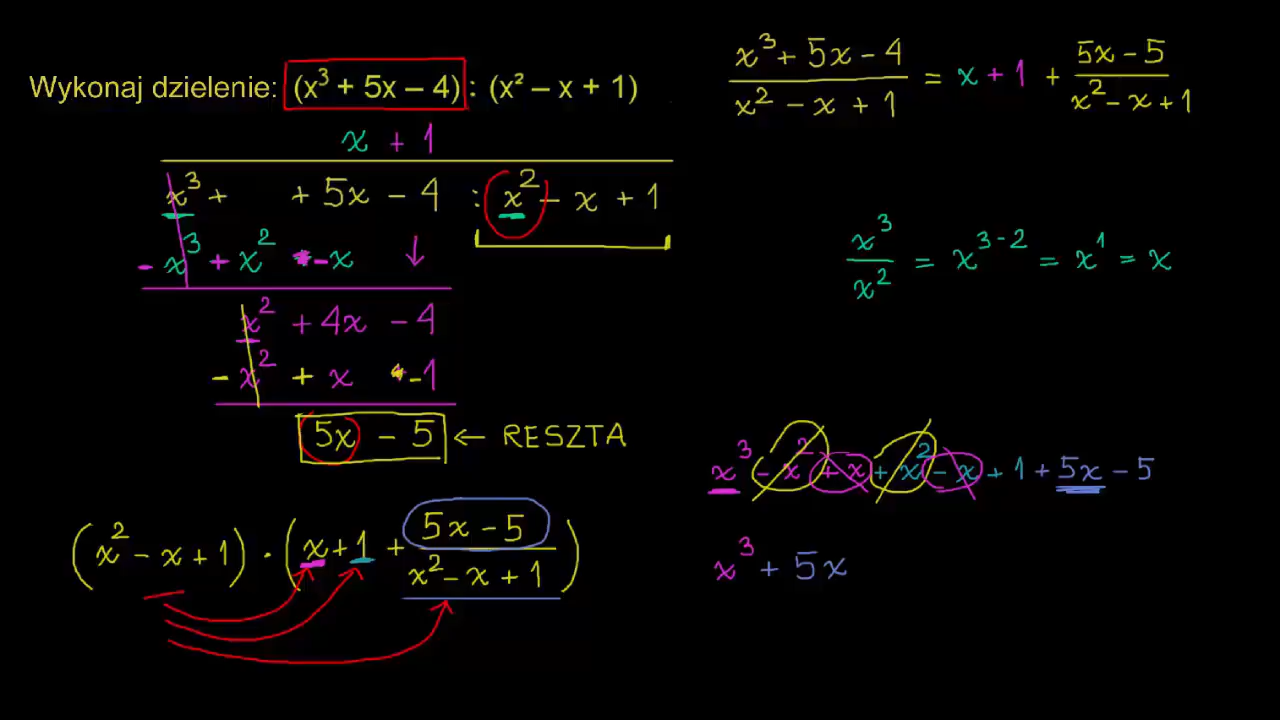 Wykonaj dzielenie: (x³ + 5x – 4) : (x² – x + 1)
x + 1
x³ + + 5x - 4 : x² - x + 1
- x³ + x² - x ↓
x² + 4x - 4
- x² + x - 1
5x - 5 ← RESZTA
(x² - x + 1) · (x + 1 + (5x - 5)/(x² - x + 1))
(x³ + 5x - 4)/(x² - x + 1) = x + 1 + (5x - 5)/(x² - x + 1)
x³/x² = x³⁻² = x¹ = x
x³ - x² + x + x² - x + 1 + 5x - 5
x³ + 5x